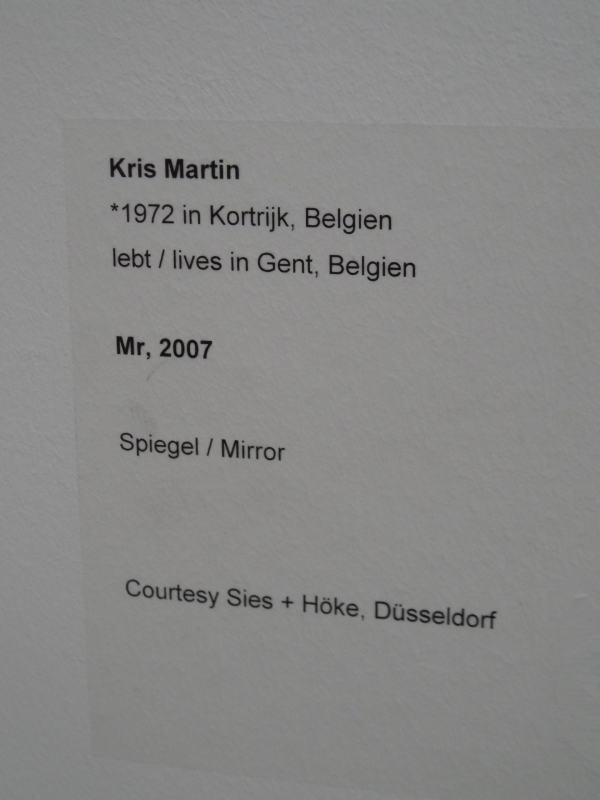 Kris Martin
*1972 in Kortrijk, Belgien
lebt / lives in Gent, Belgien
Mr, 2007
Spiegel / Mirror
Courtesy Sies + Höke, Düsseldorf